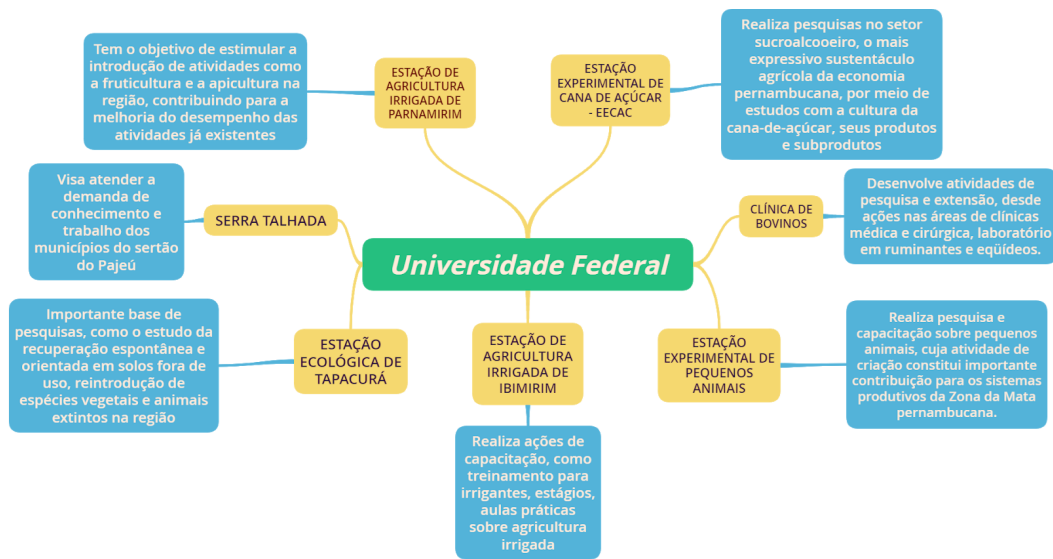 Tem o objetivo de estimular a
introdução de atividades como
a fruticultura e a apicultura na
região, contribuindo para a
melhoria do desempenho das
atividades já existentes
ESTAÇÃO DE
AGRICULTURA
IRRIGADA DE
PARNAMIRIM
ESTAÇÃO
EXPERIMENTAL DE
CANA DE AÇÚCAR
- EECAC
Realiza pesquisas no setor
sucroalcooeiro, o mais
expressivo sustentáculo
agrícola da economia
pernambucana, por meio de
estudos com a cultura da
cana-de-açúcar, seus produtos
e subprodutos
Visa atender a
demanda de
conhecimento e
trabalho dos
municípios do sertão
do Pajeú
SERRA TALHADA
CLÍNICA DE
BOVINOS
Desenvolve atividades de
pesquisa e extensão, desde
ações nas áreas de clínicas
médica e cirúrgica, laboratório
em ruminantes e eqüídeos.
Universidade Federal
Importante base de
pesquisas, como o estudo da
recuperação espontânea e
orientada em solos fora de
uso, reintrodução de
espécies vegetais e animais
extintos na região
ESTAÇÃO
ECOLÓGICA DE
TAPACURÁ
ESTAÇÃO DE
AGRICULTURA
IRRIGADA DE
IBIMIRIM
ESTAÇÃO
EXPERIMENTAL DE
PEQUENOS
ANIMAIS
Realiza pesquisa e
capacitação sobre pequenos
animais, cuja atividade de
criação constitui importante
contribuição para os sistemas
produtivos da Zona da Mata
pernambucana.
Realiza ações de
capacitação, como
treinamento para
irrigantes, estágios,
aulas práticas
sobre agricultura
irrigada